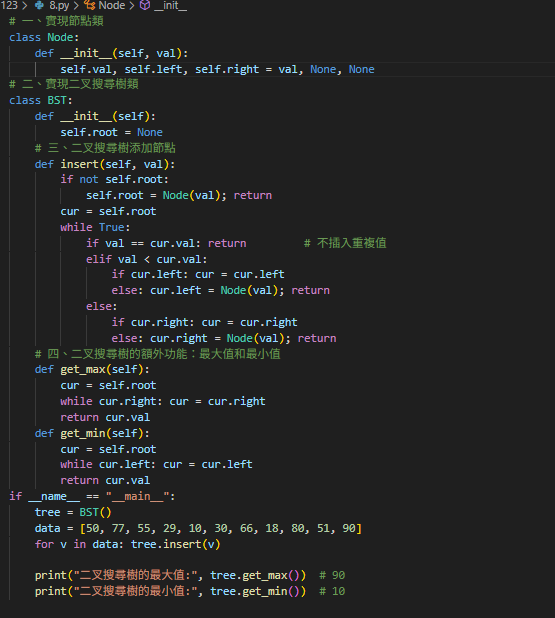 123 > 8.py > Node > __init__
# 一、實現節點類
class Node:
    def __init__(self, val):
        self.val, self.left, self.right = val, None, None
# 二、實現二叉搜尋樹類
class BST:
    def __init__(self):
        self.root = None
    # 三、二叉搜尋樹添加節點
    def insert(self, val):
        if not self.root:
            self.root = Node(val); return
        cur = self.root
        while True:
            if val == cur.val: return         # 不插入重複值
            elif val < cur.val:
                if cur.left: cur = cur.left
                else: cur.left = Node(val); return
            else:
                if cur.right: cur = cur.right
                else: cur.right = Node(val); return
    # 四、二叉搜尋樹的額外功能：最大值和最小值
    def get_max(self):
        cur = self.root
        while cur.right: cur = cur.right
        return cur.val
    def get_min(self):
        cur = self.root
        while cur.left: cur = cur.left
        return cur.val
if __name__ == "__main__":
    tree = BST()
    data = [50, 77, 55, 29, 10, 30, 66, 18, 80, 51, 90]
    for v in data: tree.insert(v)
    print("二叉搜尋樹的最大值:", tree.get_max())  # 90
    print("二叉搜尋樹的最小值:", tree.get_min())  # 10